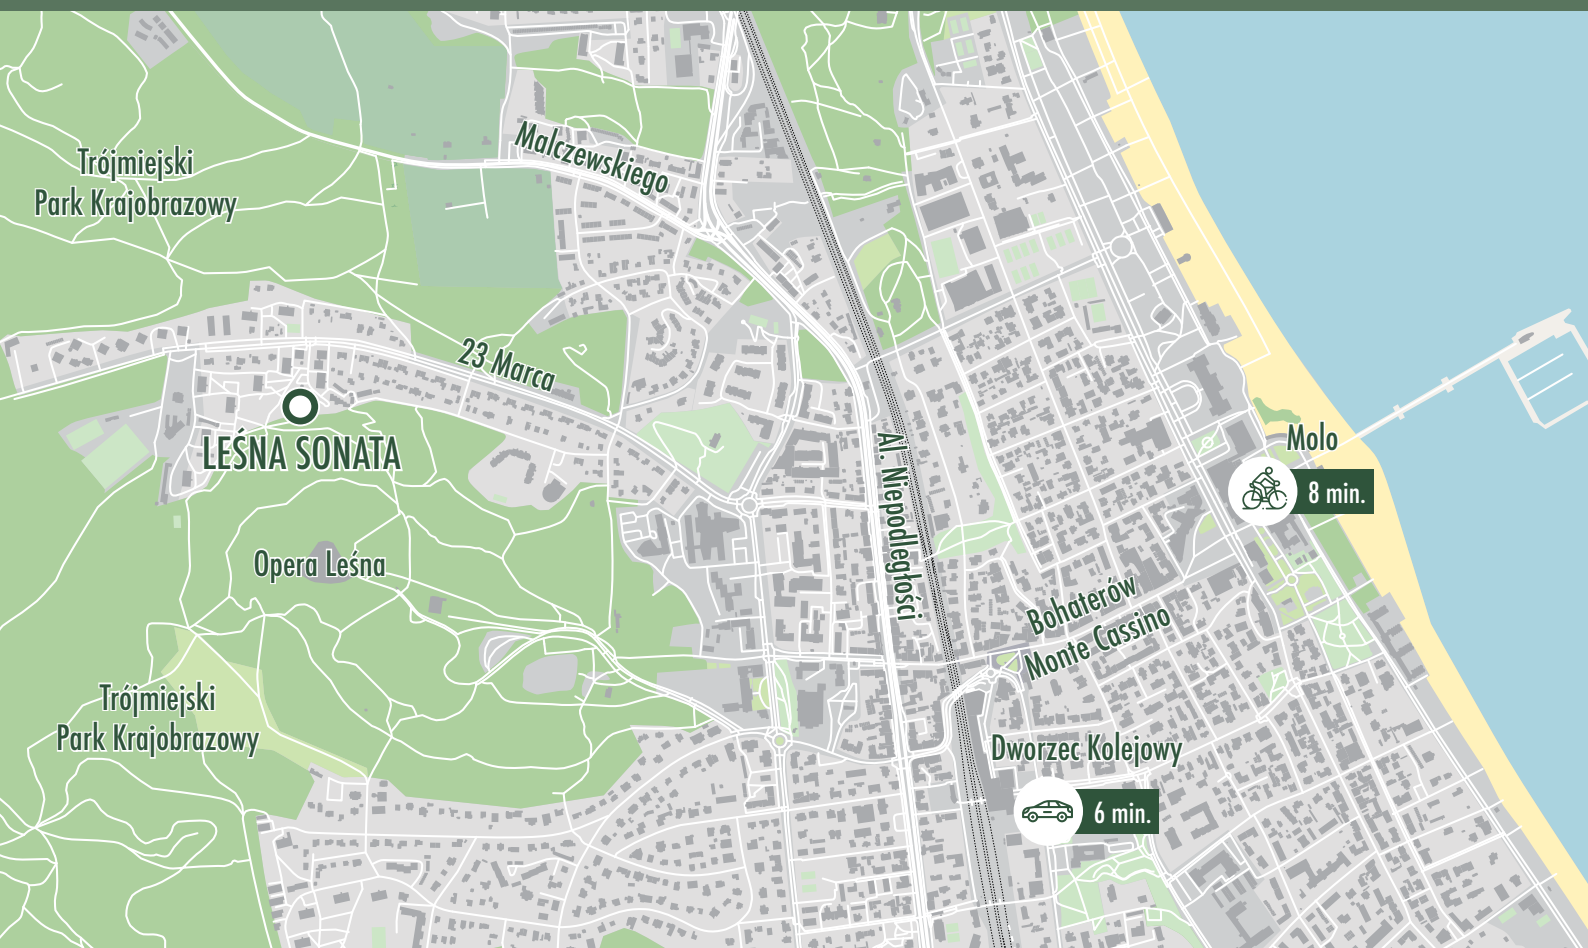 Malczewskiego
Trójmiejski
Park Krajobrazowy
23 Marca
LEŚNA SONATA
Al. Niepodległości
Molo
8 min.
Opera Leśna
Bohaterów
Monte Cassino
Trójmiejski
Park Krajobrazowy
Dworzec Kolejowy
6 min.